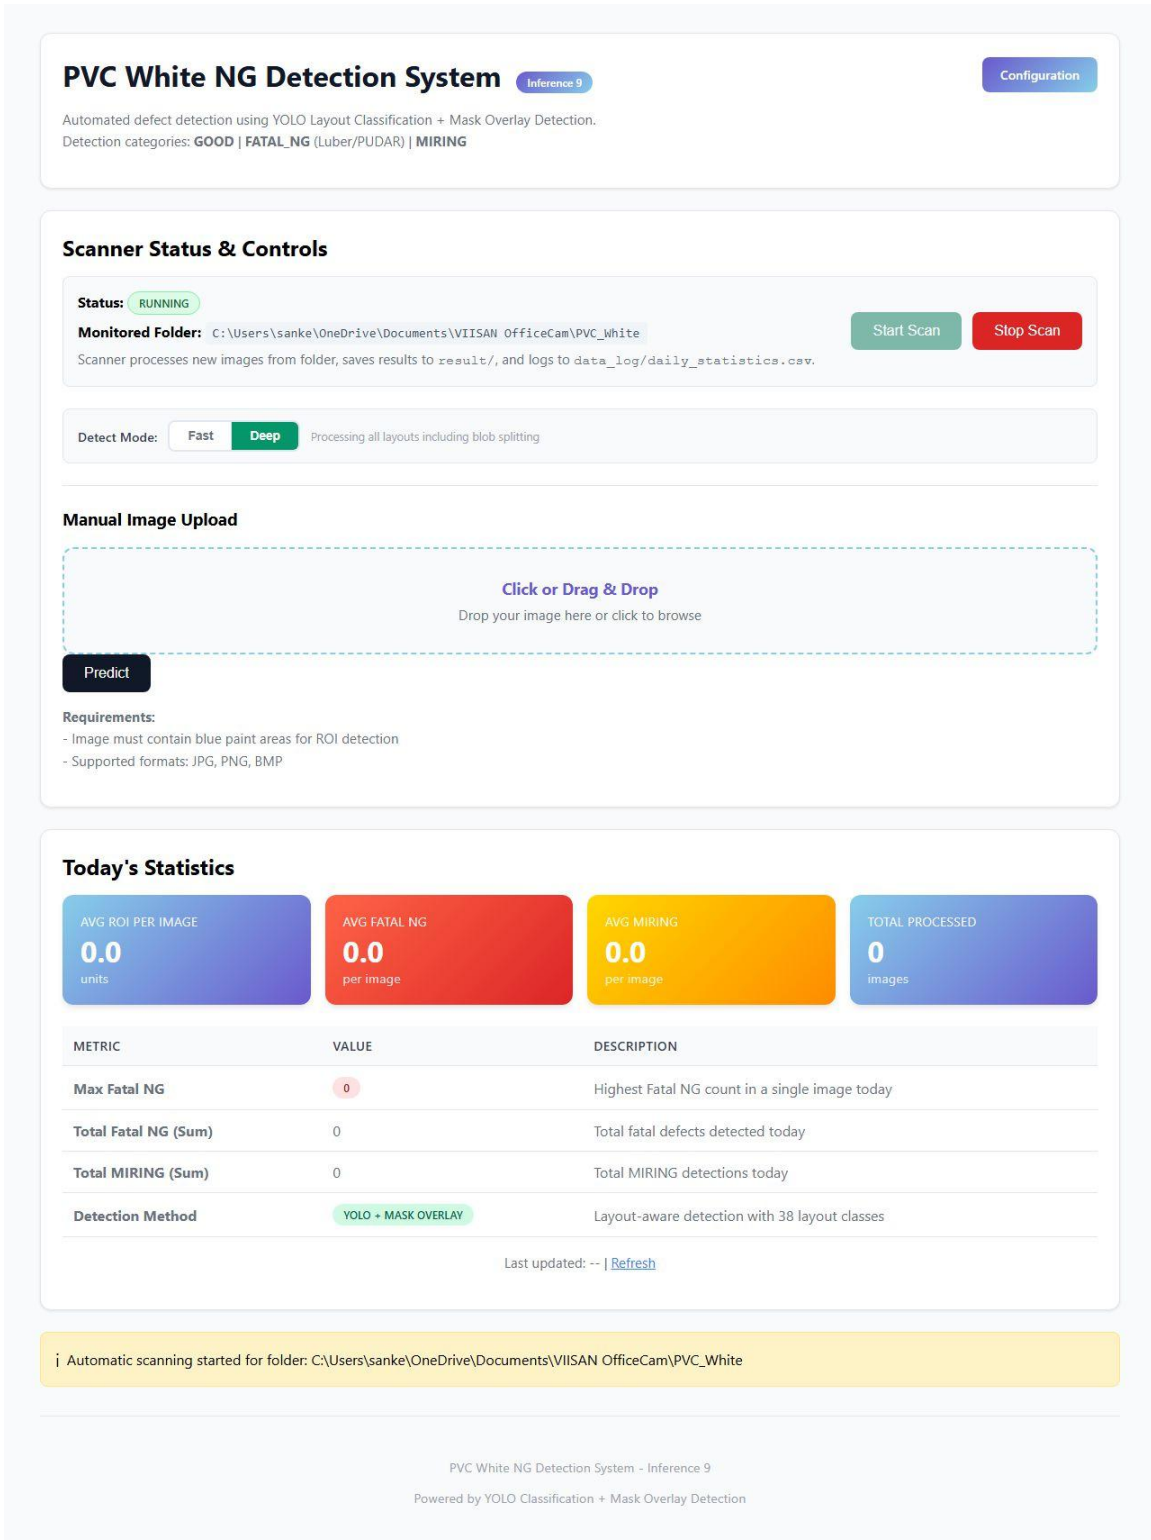 PVC White NG Detection System Inference 9
Configuration
Automated defect detection using YOLO Layout Classification + Mask Overlay Detection.
Detection categories: GOOD | FATAL_NG (Luber/PUDAR) | MIRING
Scanner Status & Controls
Status: RUNNING
Monitored Folder: C:\Users\sanke\OneDrive\Documents\VIISAN OfficeCam\PVC_White
Scanner processes new images from folder, saves results to result/, and logs to data_log/daily_statistics.csv.
Start Scan Stop Scan
Detect Mode: Fast Deep Processing all layouts including blob splitting
Manual Image Upload
Click or Drag & Drop
Drop your image here or click to browse
Predict
Requirements:
- Image must contain blue paint areas for ROI detection
- Supported formats: JPG, PNG, BMP
Today's Statistics
AVG ROI PER IMAGE
0.0
units
AVG FATAL NG
0.0
per image
AVG MIRING
0.0
per image
TOTAL PROCESSED
0
images
METRIC VALUE DESCRIPTION
Max Fatal NG 0 Highest Fatal NG count in a single image today
Total Fatal NG (Sum) 0 Total fatal defects detected today
Total MIRING (Sum) 0 Total MIRING detections today
Detection Method YOLO + MASK OVERLAY Layout-aware detection with 38 layout classes
Last updated: -- | Refresh
i Automatic scanning started for folder: C:\Users\sanke\OneDrive\Documents\VIISAN OfficeCam\PVC_White
PVC White NG Detection System - Inference 9
Powered by YOLO Classification + Mask Overlay Detection